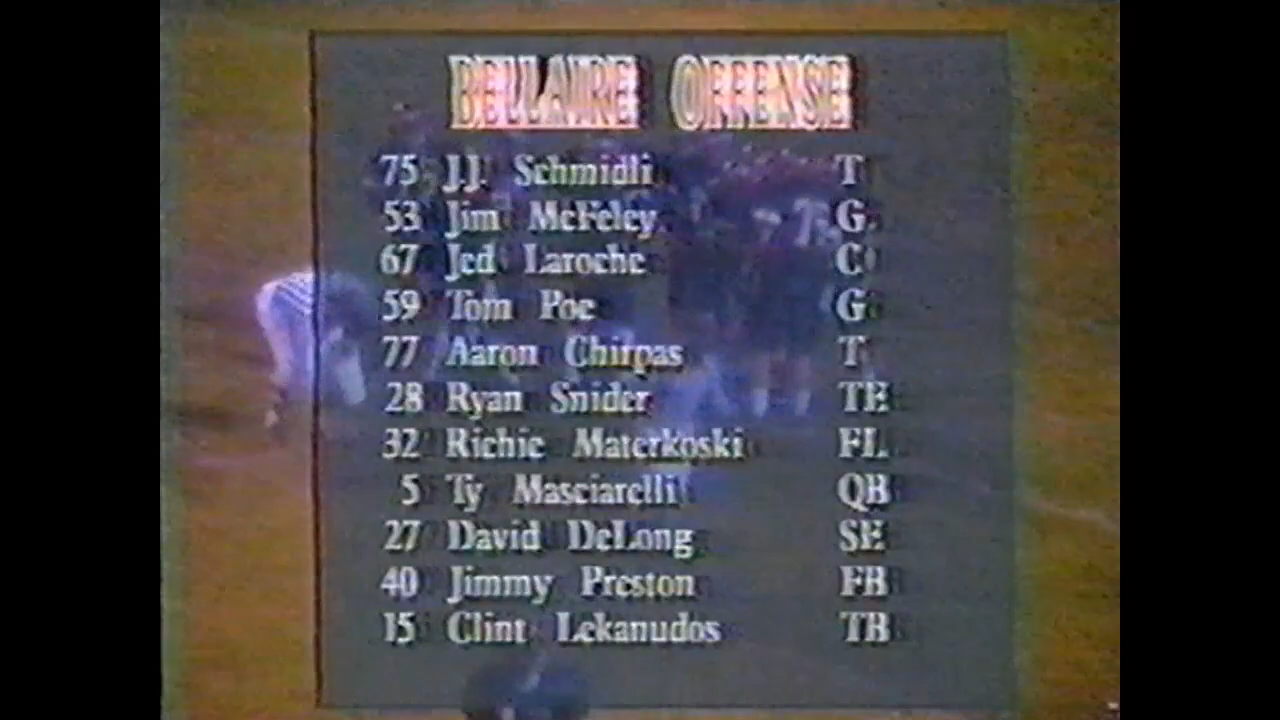 BELLAIRE OFFENSE
75 J.J. Schmidli T
53 Jim McFeley G
67 Jed Laroche C
59 Tom Poe G
77 Aaron Chirpas T
28 Ryan Snider TE
32 Richie Materkoski FL
5 Ty Masciarelli QB
27 David DeLong SE
40 Jimmy Preston FB
15 Clint Lekanudos TB